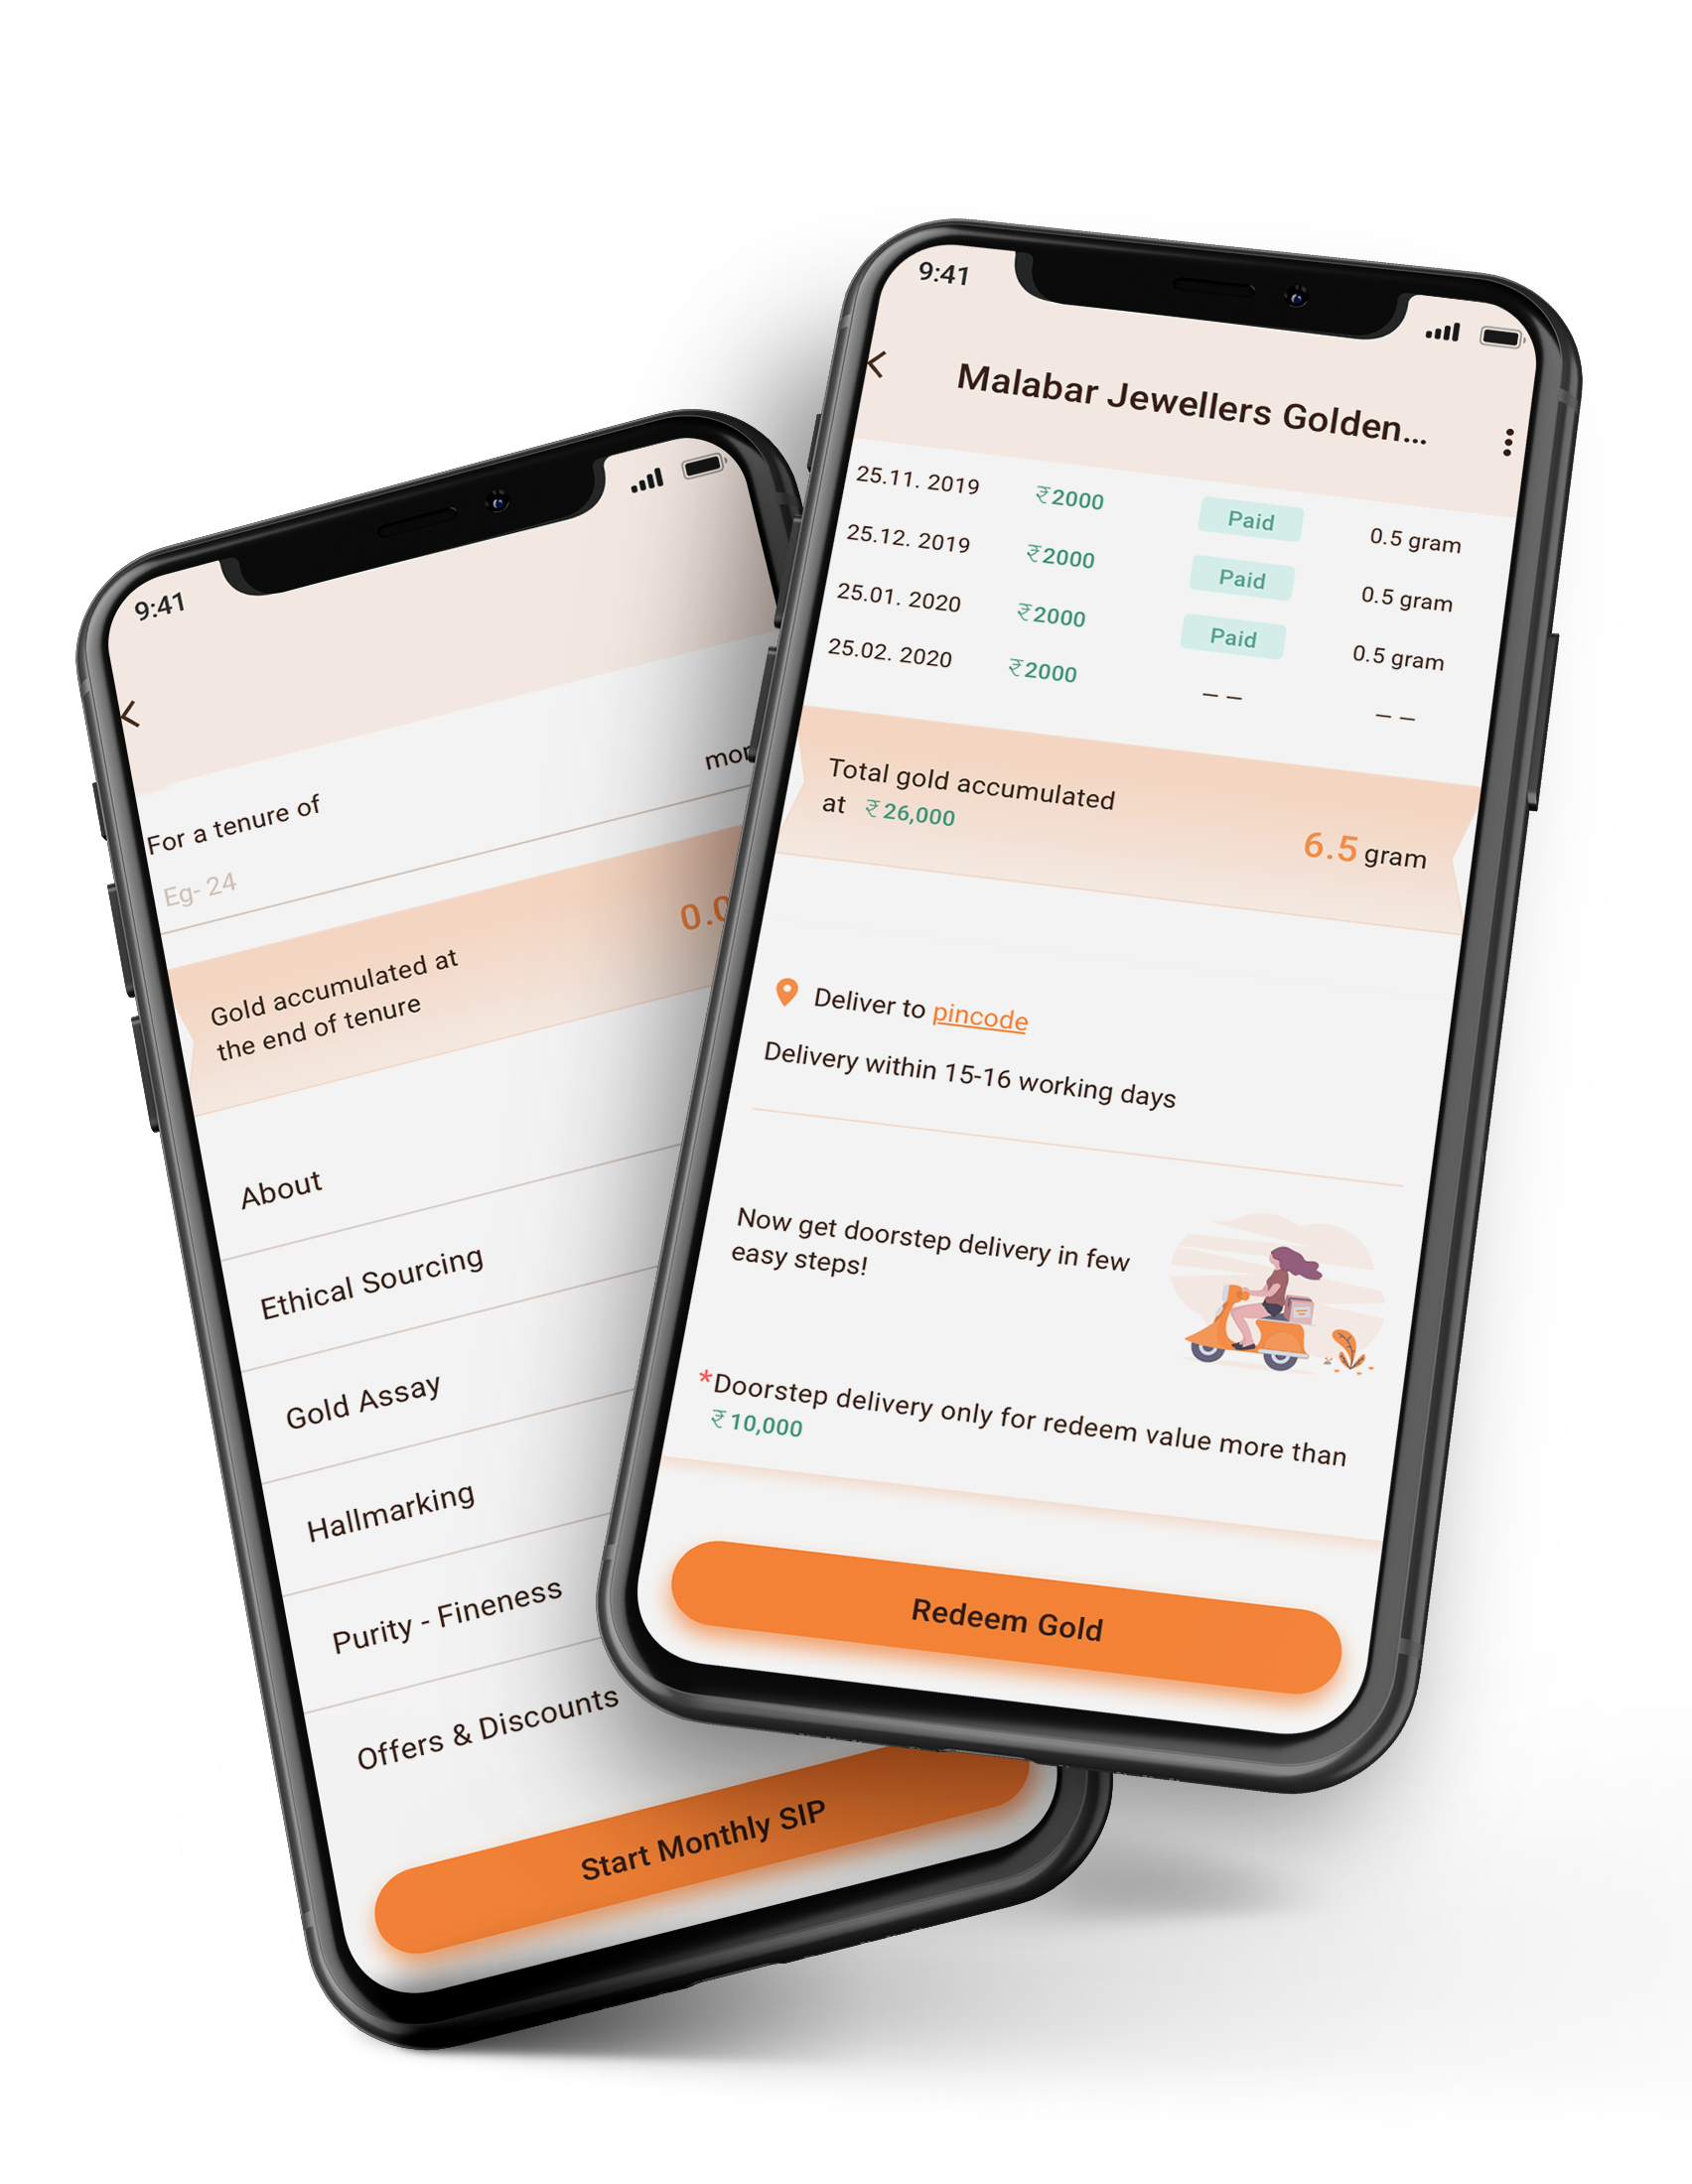 9:41
For a tenure of
Eg- 24
Gold accumulated at
the end of tenure
About
Ethical Sourcing
Gold Assay
Hallmarking
Purity - Fineness
Offers & Discounts
Start Monthly SIP
9:41
Malabar Jewellers Golden...
25.11. 2019 ₹2000 Paid 0.5 gram
25.12. 2019 ₹2000 Paid 0.5 gram
25.01. 2020 ₹2000 Paid 0.5 gram
25.02. 2020 ₹2000 – – – –
Total gold accumulated
at ₹26,000 6.5 gram
Deliver to pincode
Delivery within 15-16 working days
Now get doorstep delivery in few
easy steps!
*Doorstep delivery only for redeem value more than
₹10,000
Redeem Gold